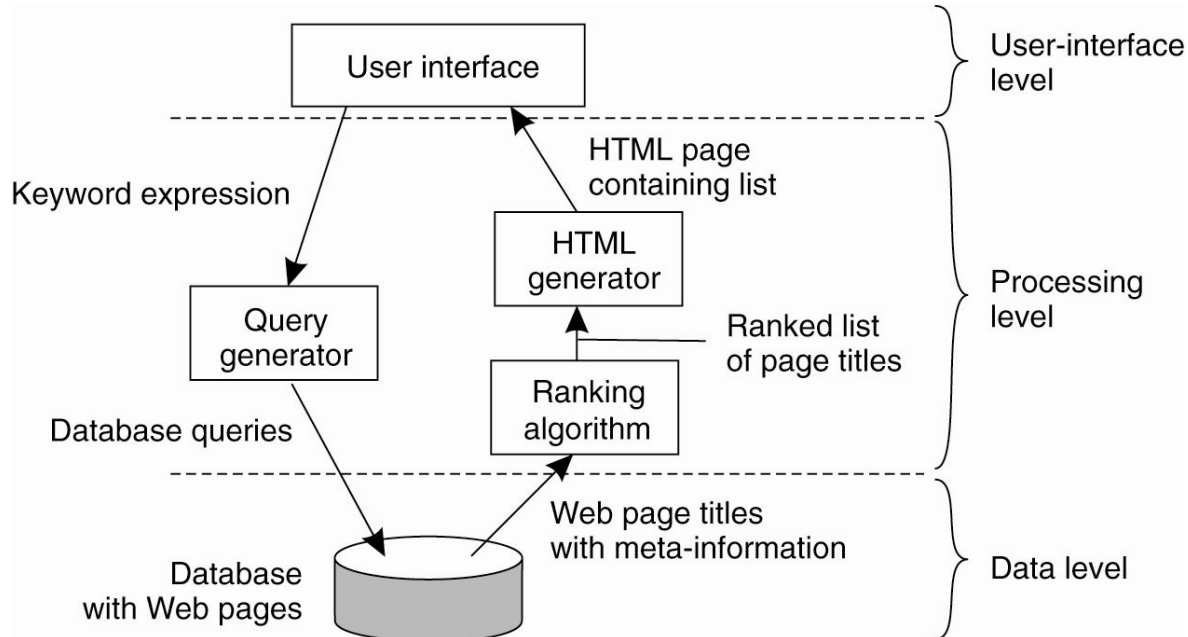 User interface
User-interface
level
Keyword expression
HTML page
containing list
HTML
generator
Processing
level
Query
generator
Ranked list
of page titles
Ranking
algorithm
Database queries
Web page titles
with meta-information
Database
with Web pages
Data level